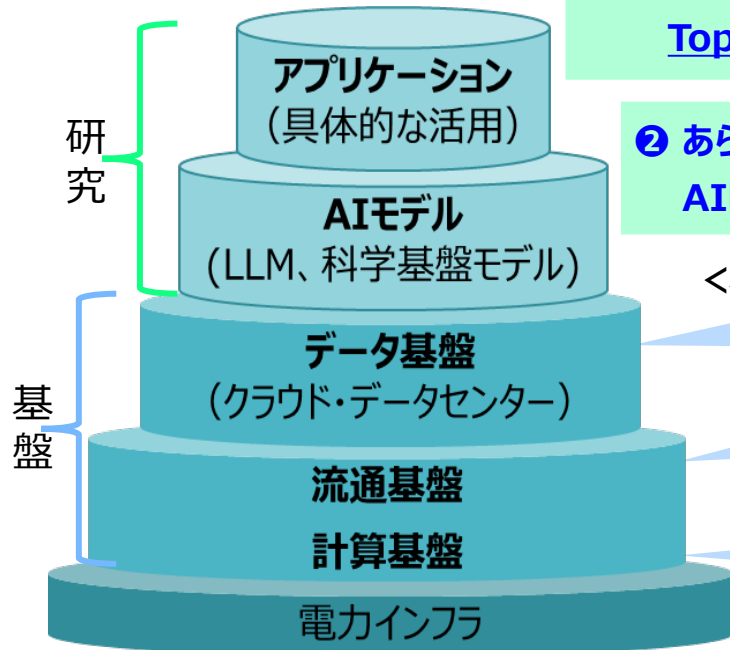 Top
アプリケーション
（具体的な活用）
研究
❷ あら
AI
AIモデル
(LLM、科学基盤モデル)
<
データ基盤
（クラウド・データセンター）
基盤
流通基盤
計算基盤
電力インフラ